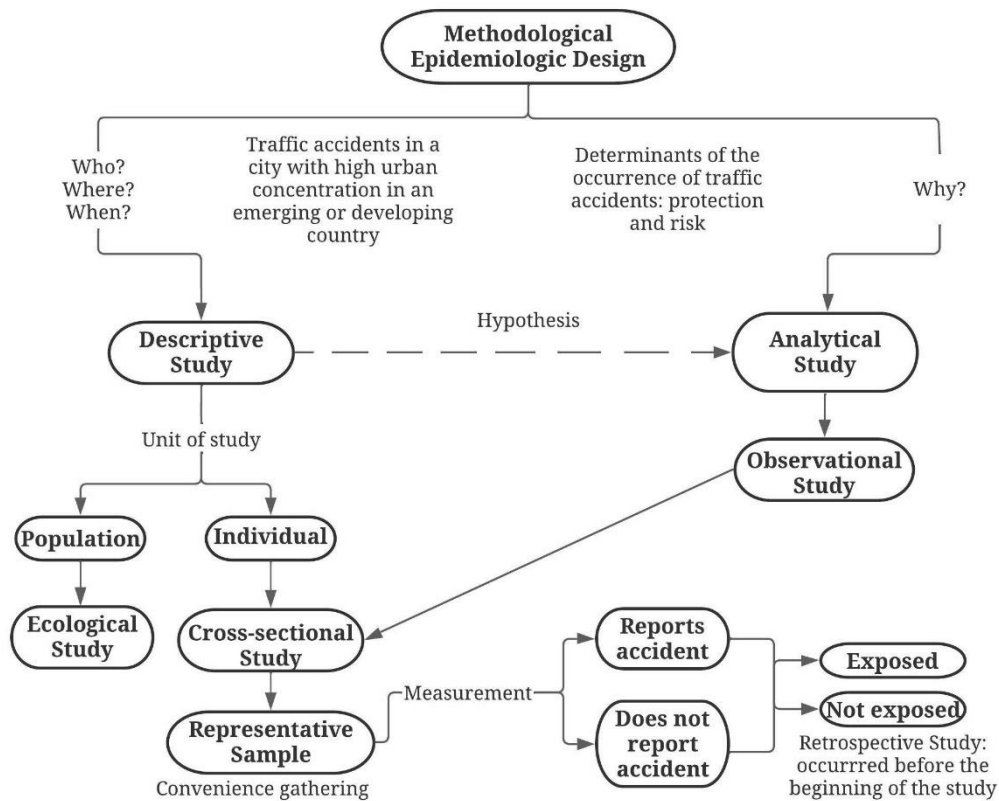 Methodological
Epidemiologic Design
Who?
Where?
When?
Traffic accidents in a
city with high urban
concentration in an
emerging or developing
country
Determinants of the
occurrence of traffic
accidents: protection
and risk
Why?
Descriptive
Study
Hypothesis
Analytical
Study
Unit of study
Observational
Study
Population
Individual
Ecological
Study
Cross-sectional
Study
Reports
accident
Exposed
Measurement
Representative
Sample
Convenience gathering
Does not
report
accident
Not exposed
Retrospective Study:
occurrred before the
beginning of the study